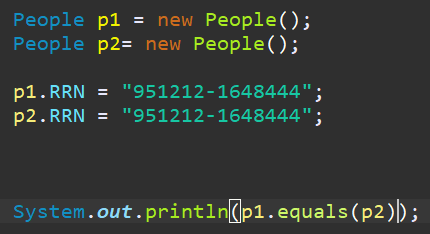 People p1 = new People();
People p2= new People();
p1.RRN = "951212-1648444";
p2.RRN = "951212-1648444";
System.out.println(p1.equals(p2));